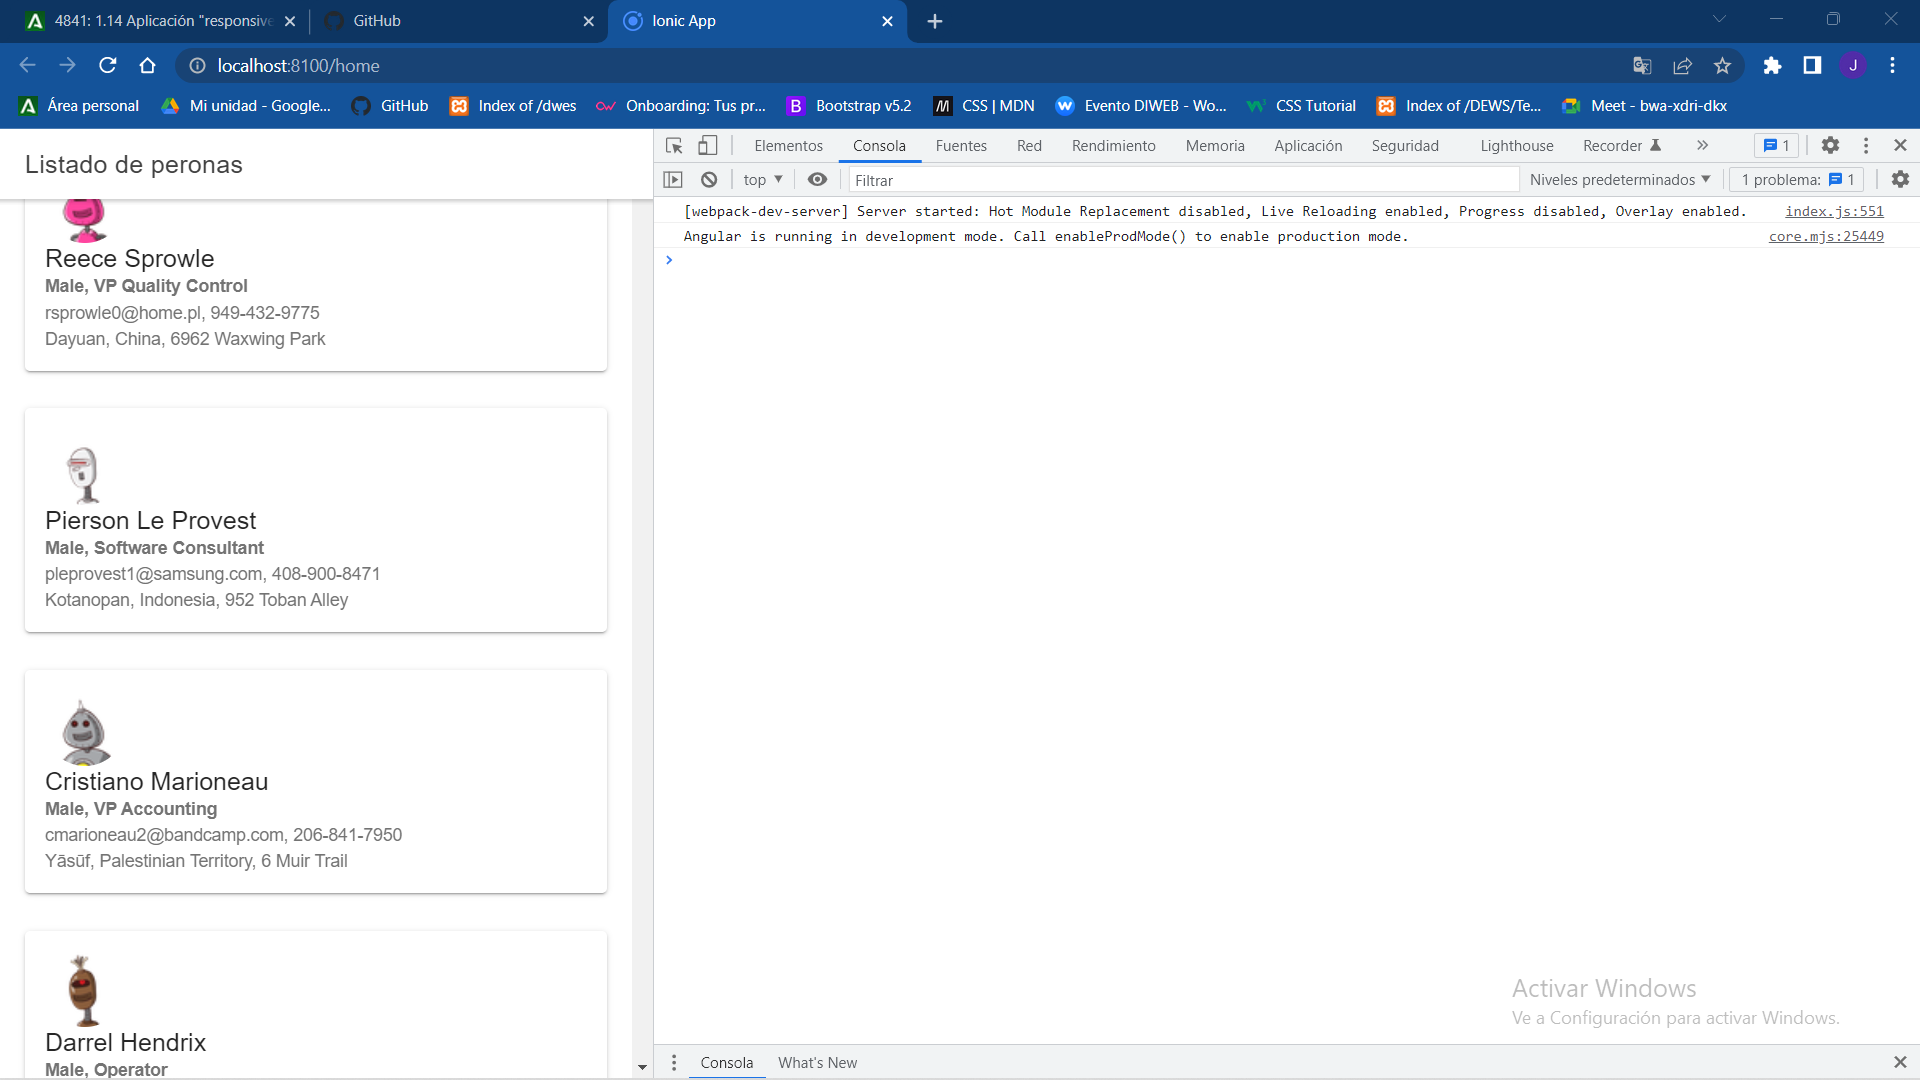 4841: 1.14 Aplicación "responsive
GitHub
Ionic App
localhost:8100/home
J
Área personal
Mi unidad - Google...
GitHub
Index of /dwes
Onboarding: Tus pr...
B Bootstrap v5.2
CSS | MDN
Evento DIWEB - Wo...
CSS Tutorial
Index of /DEWS/Te...
Meet - bwa-xdri-dkx
Listado de peronas
Reece Sprowle
Male, VP Quality Control
rsprowle0@home.pl, 949-432-9775
Dayuan, China, 6962 Waxwing Park
Pierson Le Provest
Male, Software Consultant
pleprovest1@samsung.com, 408-900-8471
Kotanopan, Indonesia, 952 Toban Alley
Cristiano Marioneau
Male, VP Accounting
cmarioneau2@bandcamp.com, 206-841-7950
Yāsūf, Palestinian Territory, 6 Muir Trail
Darrel Hendrix
Male, Operator
Elementos Consola Fuentes Red Rendimiento Memoria Aplicación Seguridad Lighthouse Recorder 1
top Filtrar Niveles predeterminados 1 problema: 1
[webpack-dev-server] Server started: Hot Module Replacement disabled, Live Reloading enabled, Progress disabled, Overlay enabled. index.js:551
Angular is running in development mode. Call enableProdMode() to enable production mode. core.mjs:25449
Activar Windows
Ve a Configuración para activar Windows.
Consola What's New